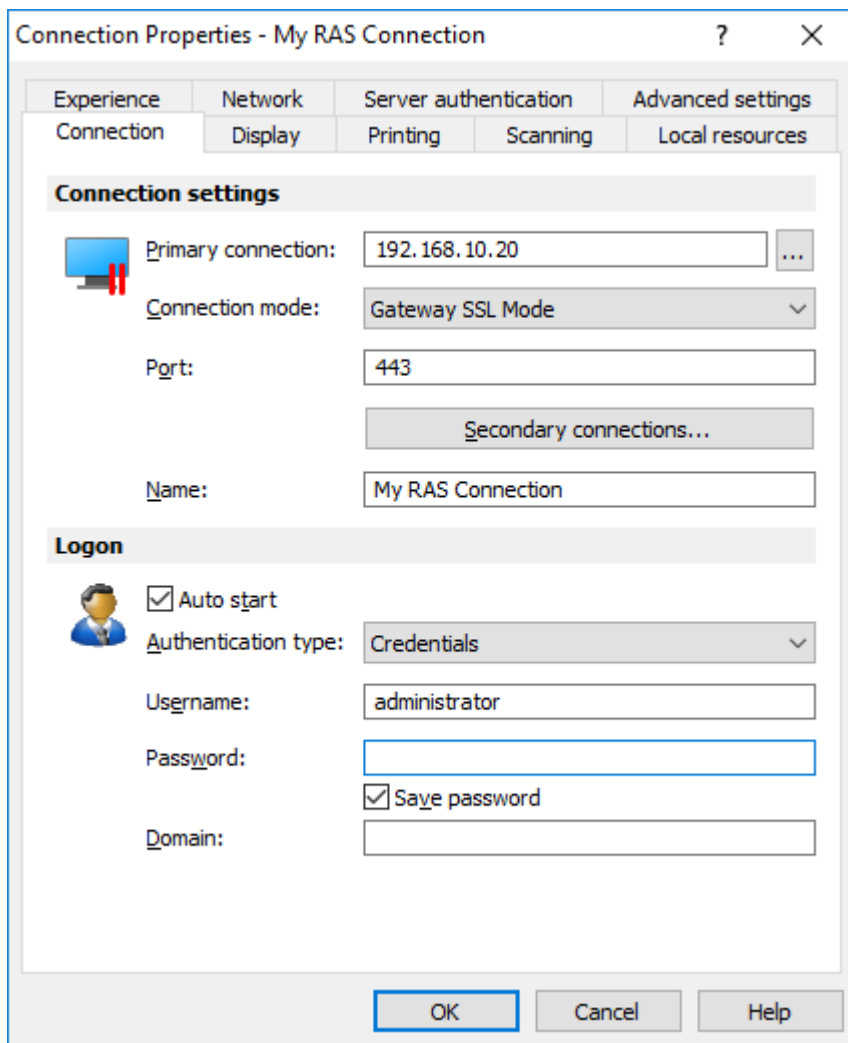 Connection Properties - My RAS Connection ?
Experience Network Server authentication Advanced settings
Connection Display Printing Scanning Local resources
Connection settings
Primary connection: 192.168.10.20 ...
Connection mode: Gateway SSL Mode
Port: 443
Secondary connections...
Name: My RAS Connection
Logon
Auto start
Authentication type: Credentials
Username: administrator
Password:
Save password
Domain:
OK Cancel Help